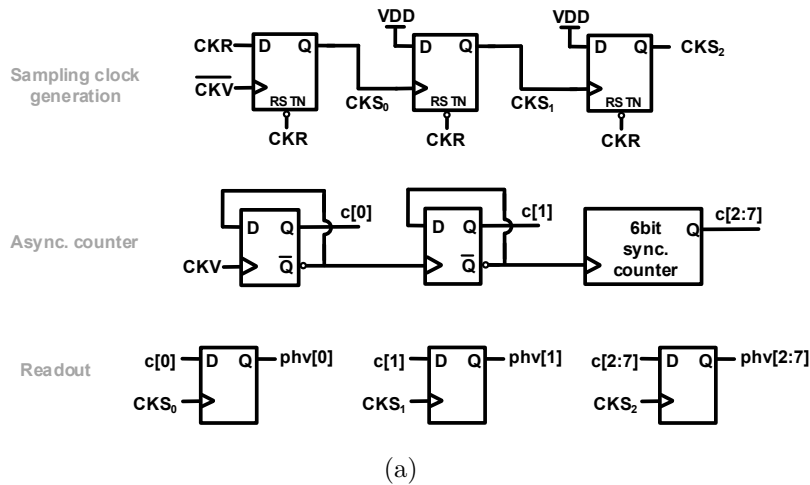 VDD VDD
CKR D Q D Q D Q CKS₂
Sampling clock
generation
C̅K̅V̅ RSTN CKS₀ RSTN CKS₁ RSTN
CKR CKR CKR
D Q c[0] D Q c[1] 6bit Q c[2:7]
Async. counter sync.
CKV Q̅ Q̅ counter
c[0] D Q phv[0] c[1] D Q phv[1] c[2:7] D Q phv[2:7]
Readout
CKS₀ CKS₁ CKS₂
(a)